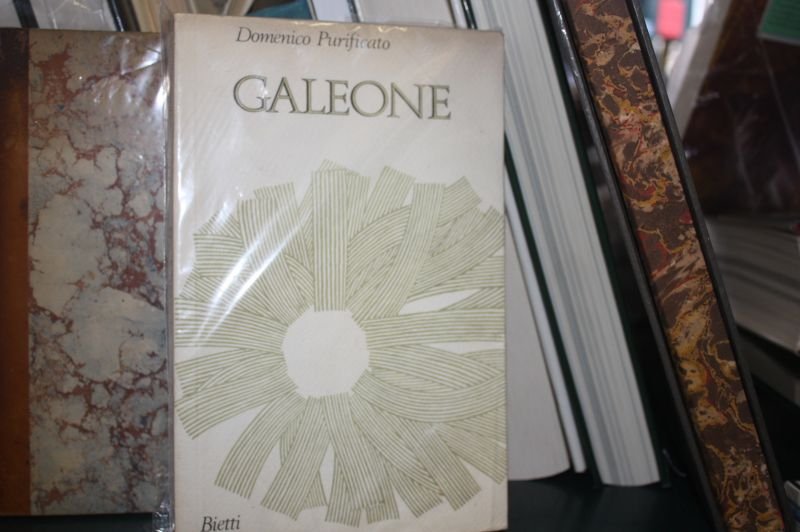 Domenico Purificato
GALEONE
Bietti